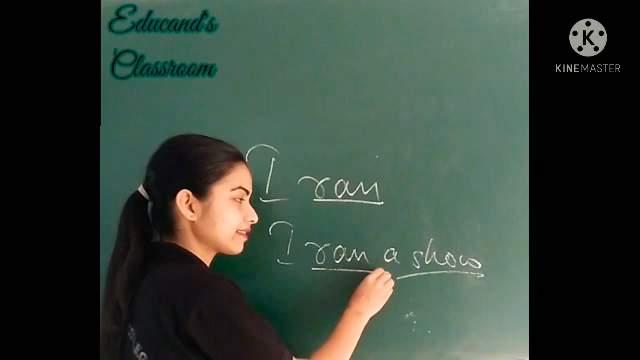 Educand's
Classroom
KINEMASTER
I ran
I ran a show